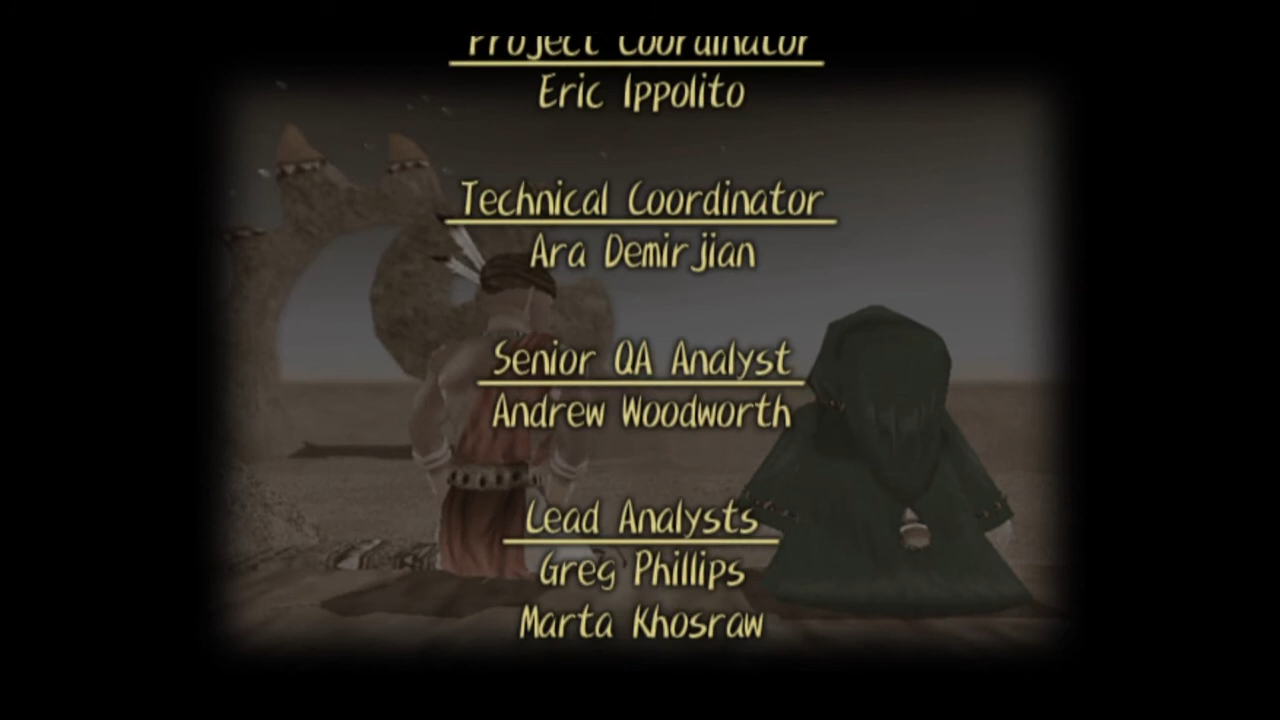 Project Coordinator
Eric Ippolito
Technical Coordinator
Ara Demirjian
Senior QA Analyst
Andrew Woodworth
Lead Analysts
Greg Phillips
Marta Khosraw